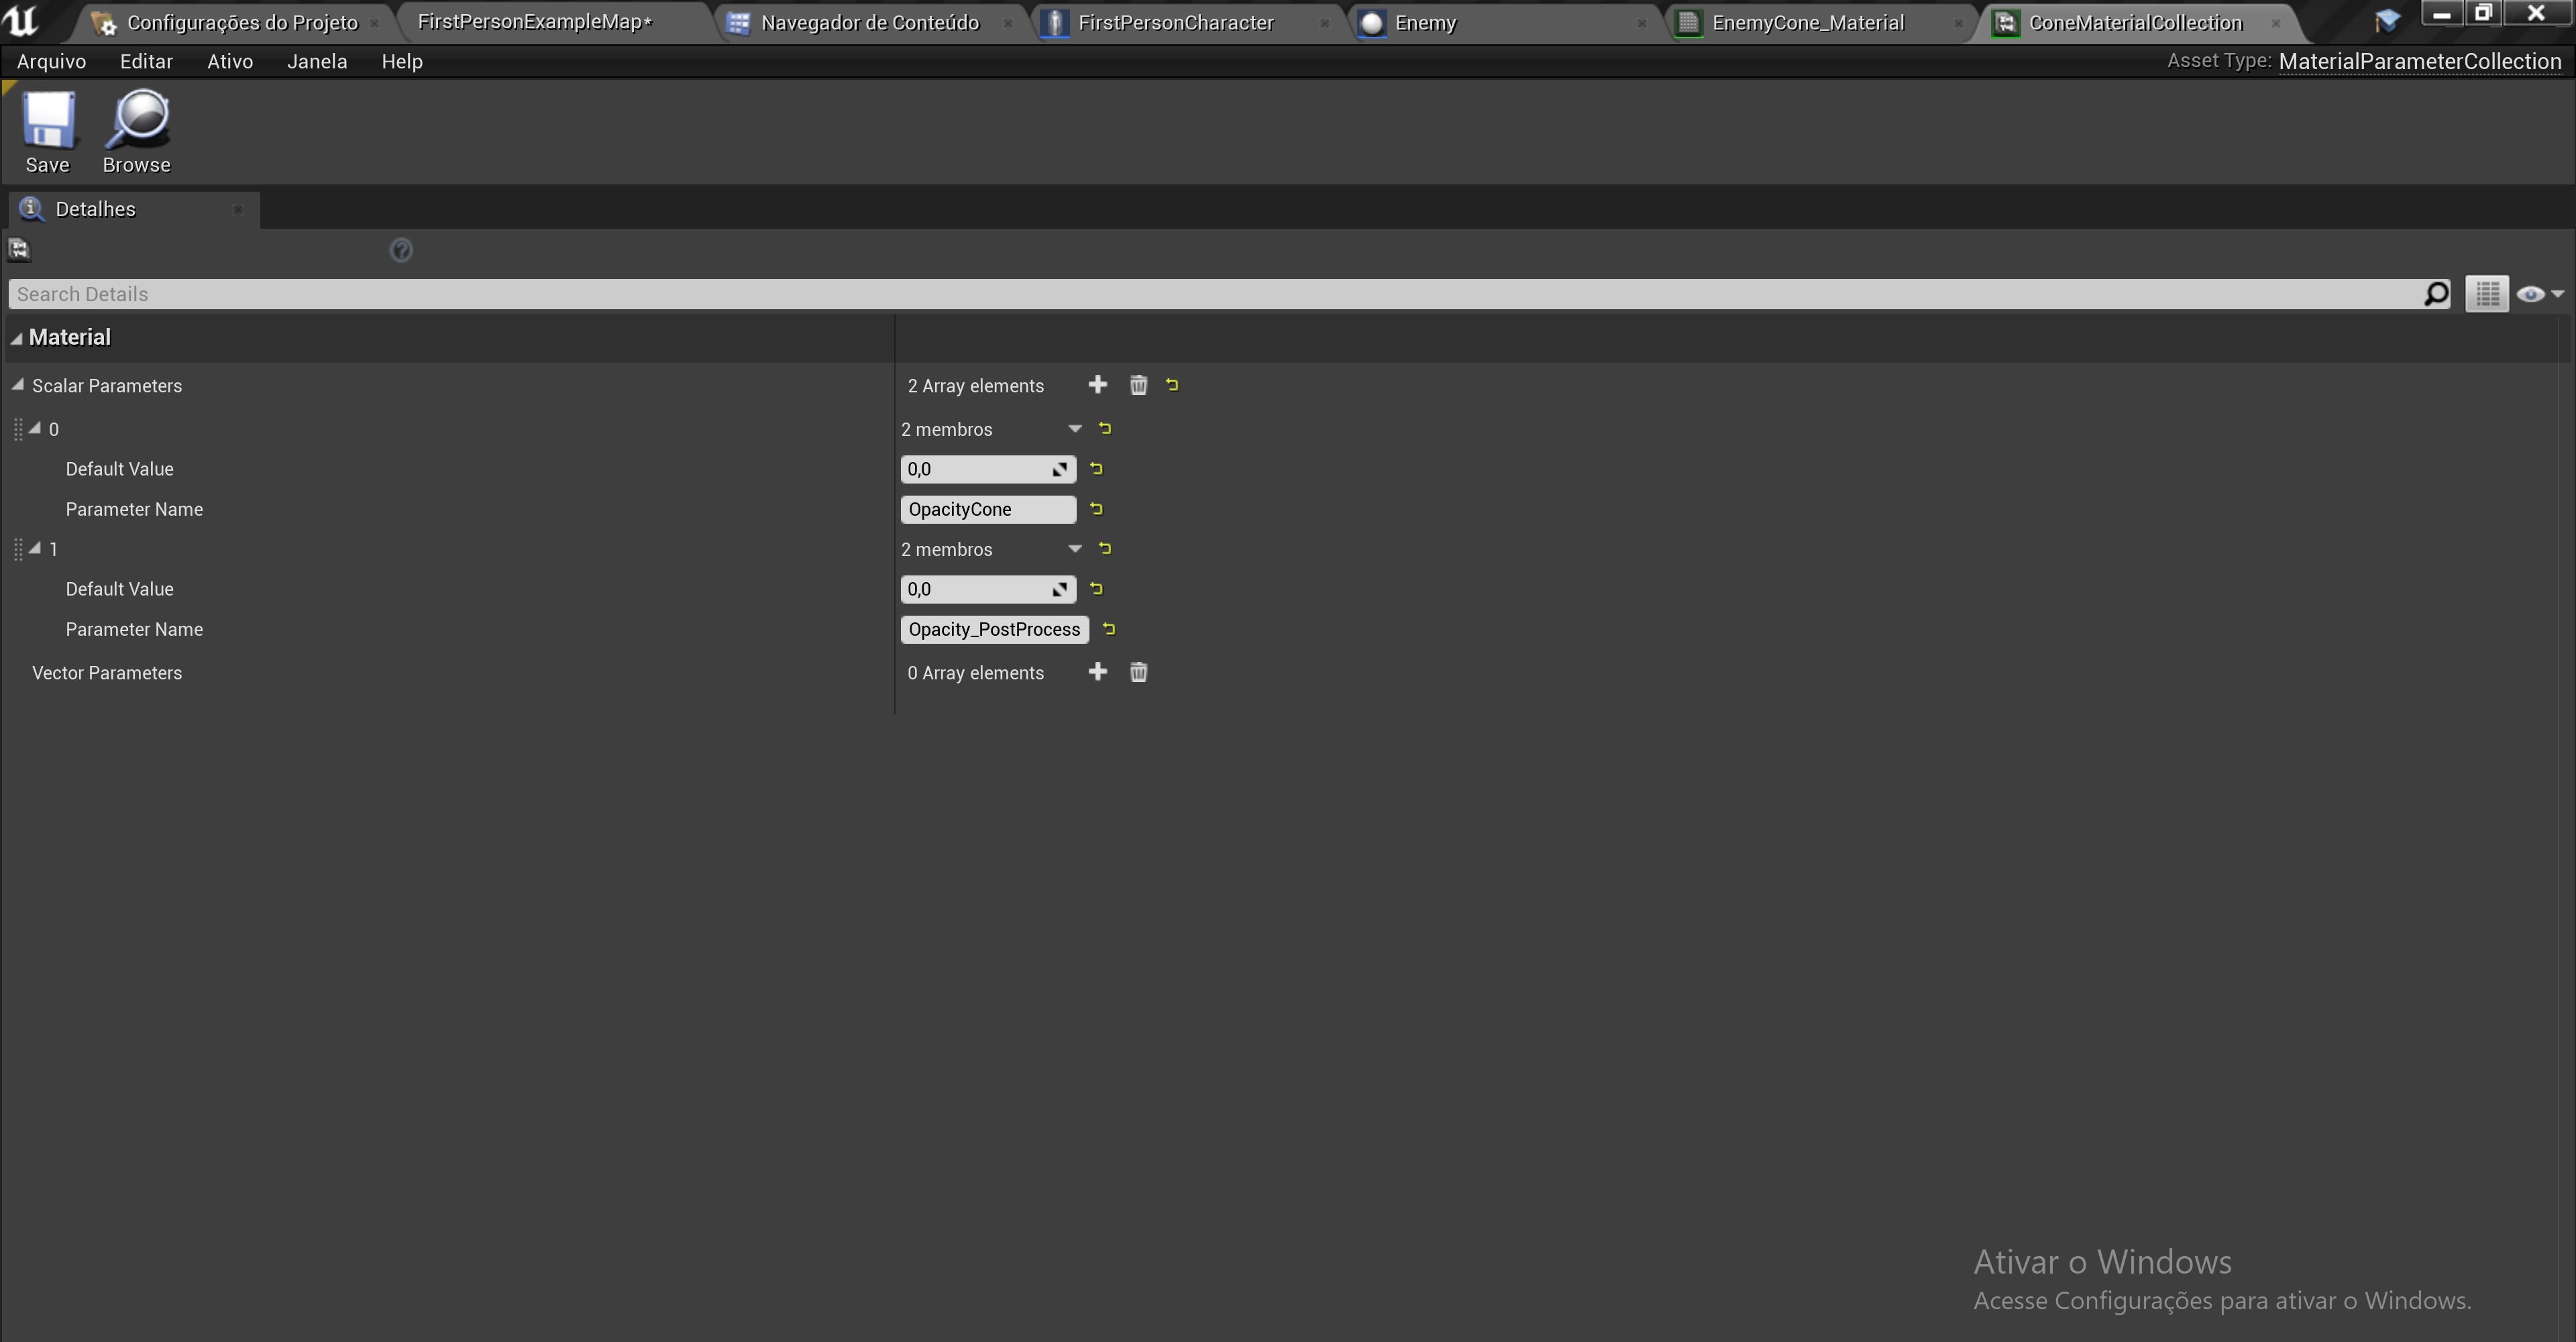 Configurações do Projeto
FirstPersonExampleMap*
Navegador de Conteúdo
FirstPersonCharacter
Enemy
EnemyCone_Material
ConeMaterialCollection
Arquivo Editar Ativo Janela Help
Asset Type: MaterialParameterCollection
Save
Browse
Detalhes
Search Details
Material
Scalar Parameters
2 Array elements
0
2 membros
Default Value
0,0
Parameter Name
OpacityCone
1
2 membros
Default Value
0,0
Parameter Name
Opacity_PostProcess
Vector Parameters
0 Array elements
Ativar o Windows
Acesse Configurações para ativar o Windows.